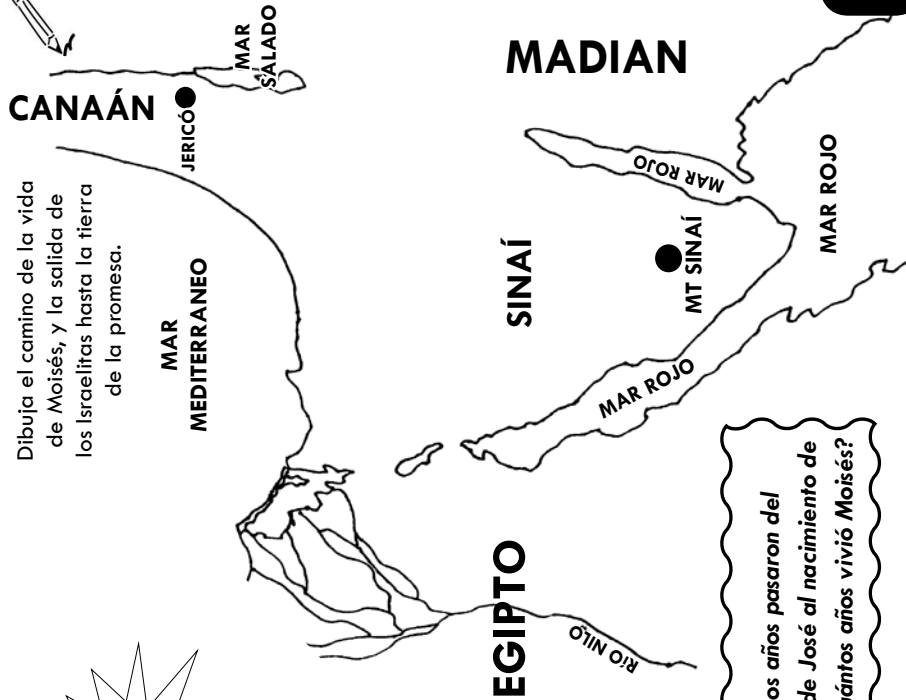 Dibuja el camino de la vida
de Moisés, y la salida de
los Israelitas hasta la tierra
de la promesa.
CANAÁN
JERICÓ
MAR
SALADO
MADIAN
MAR
MEDITERRANEO
SINAÍ
MT SINAÍ
MAR ROJO
MAR ROJO
MAR ROJO
EGIPTO
RÍO NILO
os años pasaron del
de José al nacimiento de
ántos años vivió Moisés?